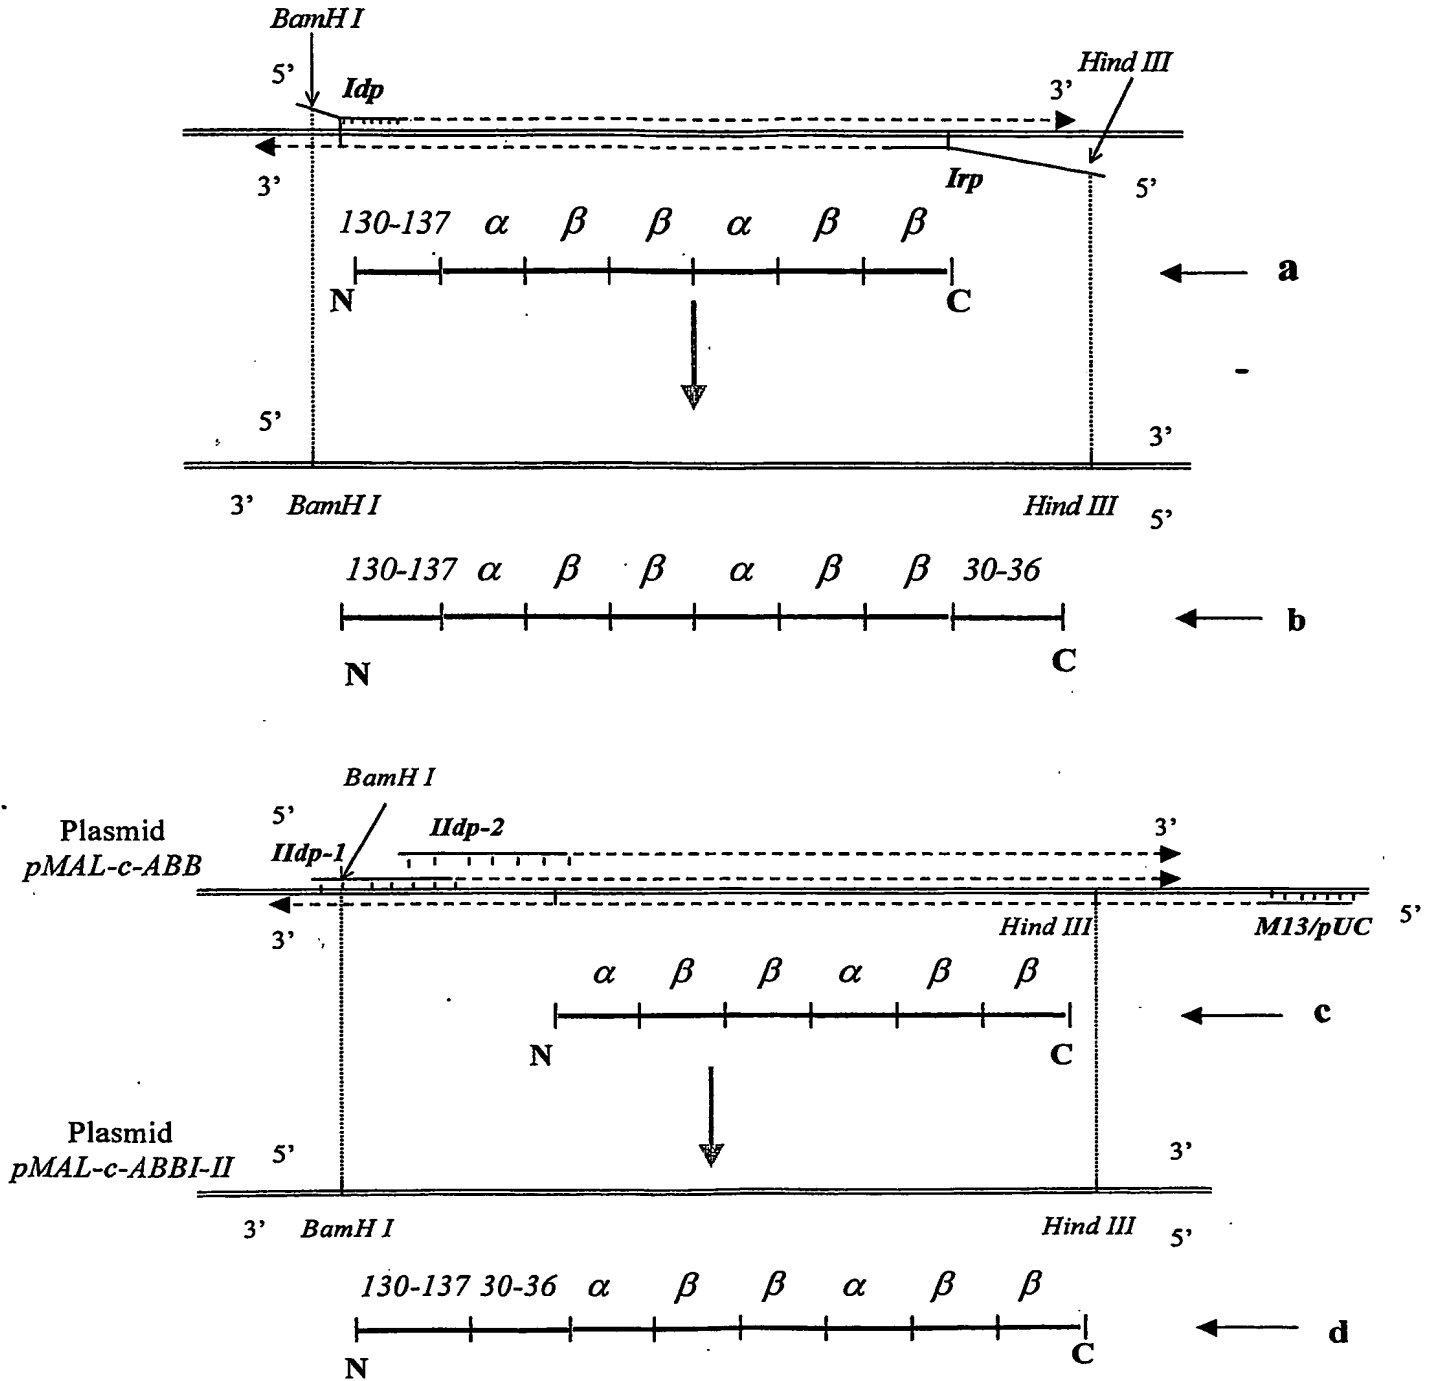 BamH I
Hind III
5’ Idp 3’
3’ Irp 5’
130-137 α β β α β β
a
N C
5’ 3’
3’ BamH I Hind III 5’
130-137 α β β α β β 30-36
b
N C
BamH I
5’ IIdp-2 3’
Plasmid
pMAL-c-ABB IIdp-1
3’ Hind III M13/pUC 5’
α β β α β β
c
N C
Plasmid 5’ 3’
pMAL-c-ABBI-II
3’ BamH I Hind III 5’
130-137 30-36 α β β α β β
d
N C